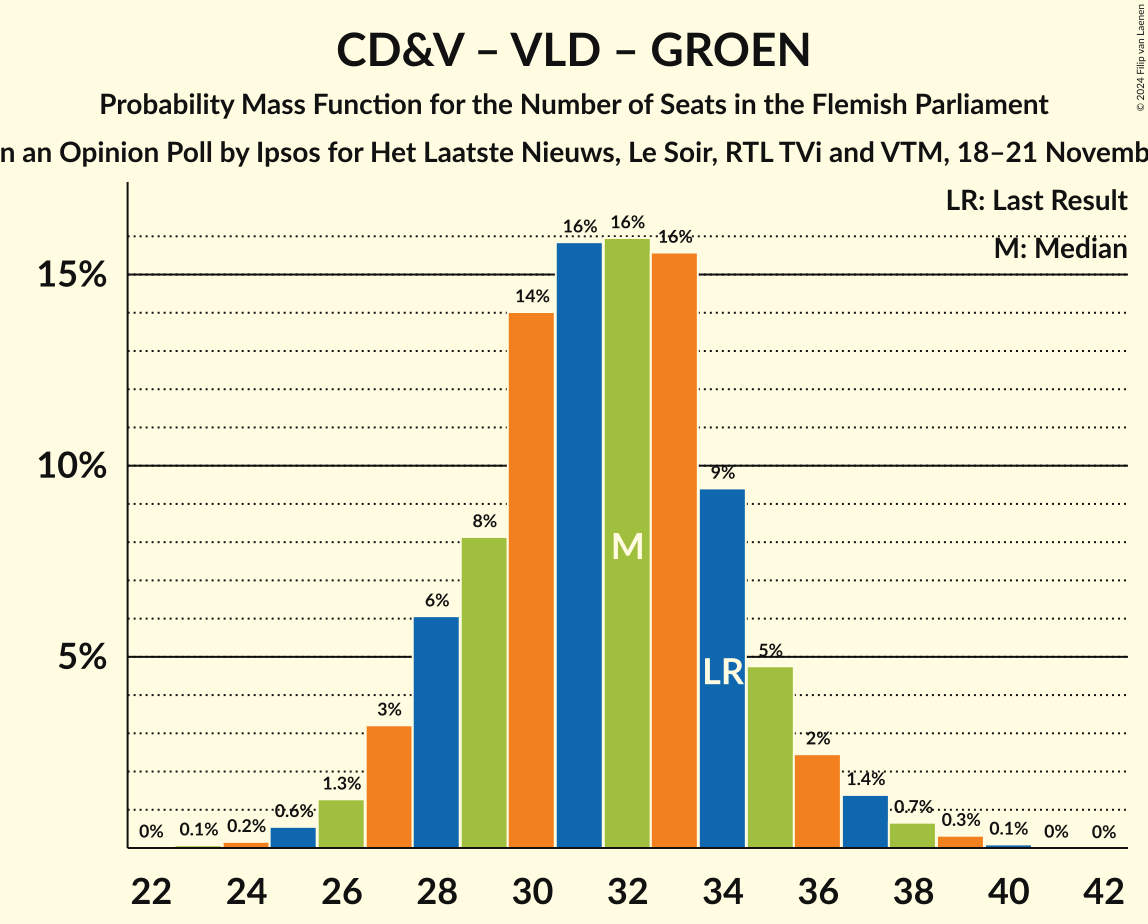 CD&V – VLD – GROEN
Probability Mass Function for the Number of Seats in the Flemish Parliament
n an Opinion Poll by Ipsos for Het Laatste Nieuws, Le Soir, RTL TVi and VTM, 18–21 Novemb
© 2024 Filip van Laenen
LR: Last Result
M: Median
15%
10%
5%
0%
0.1%
0.2%
0.6%
1.3%
3%
6%
8%
14%
16%
16%
16%
9%
5%
2%
1.4%
0.7%
0.3%
0.1%
0%
0%
M
LR
22 24 26 28 30 32 34 36 38 40 42